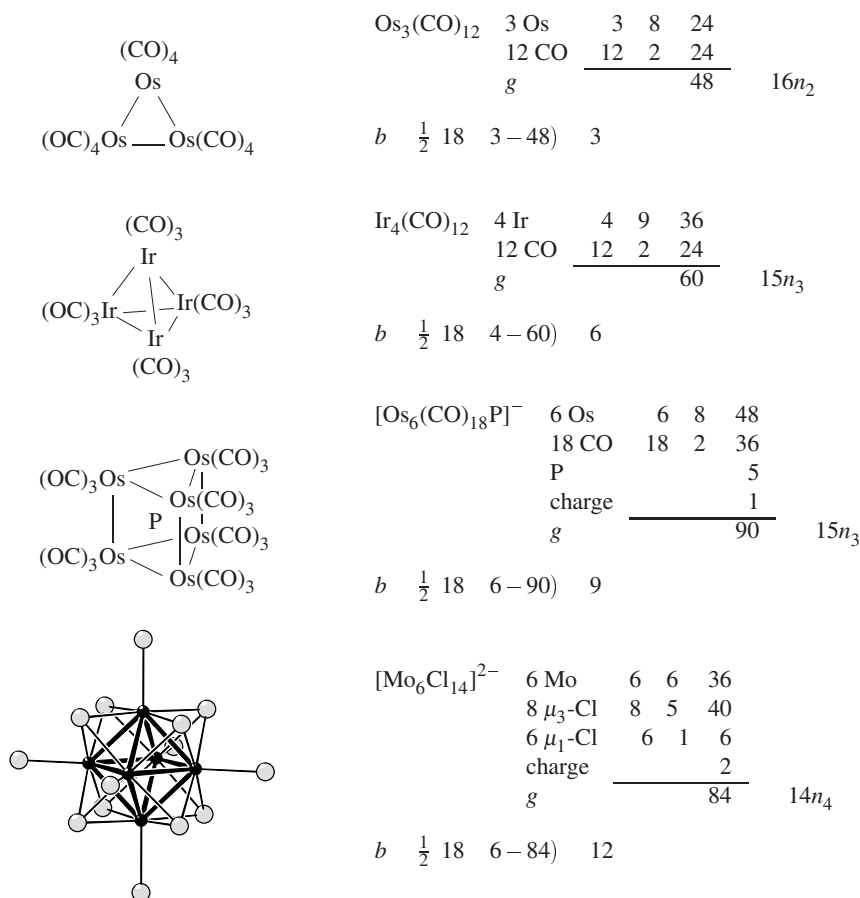 (CO)4
Os
(OC)4Os Os(CO)4
Os3(CO)12 3 Os 3 8 24
12 CO 12 2 24
g 48 16n2
b 1/2 18 3 – 48) 3
(CO)3
Ir
(OC)3Ir Ir(CO)3
Ir
(CO)3
Ir4(CO)12 4 Ir 4 9 36
12 CO 12 2 24
g 60 15n3
b 1/2 18 4 – 60) 6
Os(CO)3
(OC)3Os
Os(CO)3
P
Os(CO)3
(OC)3Os
Os(CO)3
[Os6(CO)18P]− 6 Os 6 8 48
18 CO 18 2 36
P 5
charge 1
g 90 15n3
b 1/2 18 6 – 90) 9
[Mo6Cl14]2− 6 Mo 6 6 36
8 μ3-Cl 8 5 40
6 μ1-Cl 6 1 6
charge 2
g 84 14n4
b 1/2 18 6 – 84) 12